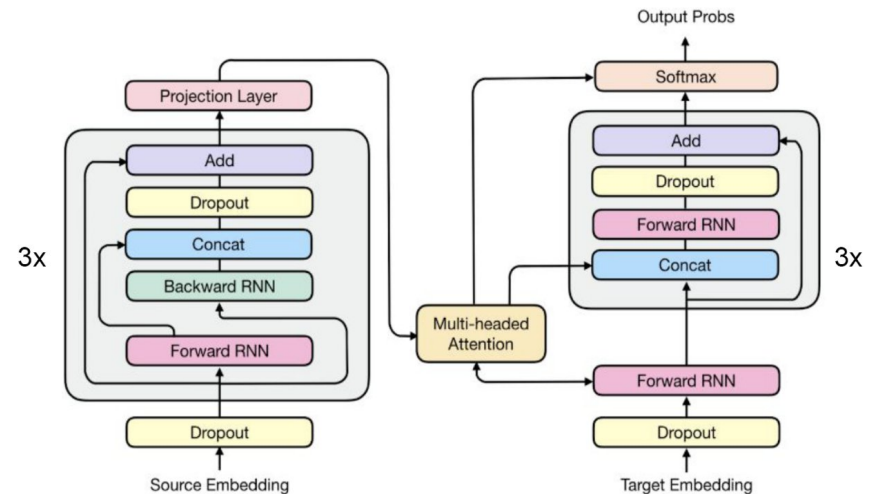 Output Probs
Softmax
Projection Layer
Add
Dropout
Concat
Backward RNN
Forward RNN
Dropout
Source Embedding
3x
Multi-headed
Attention
Add
Dropout
Forward RNN
Concat
3x
Forward RNN
Dropout
Target Embedding